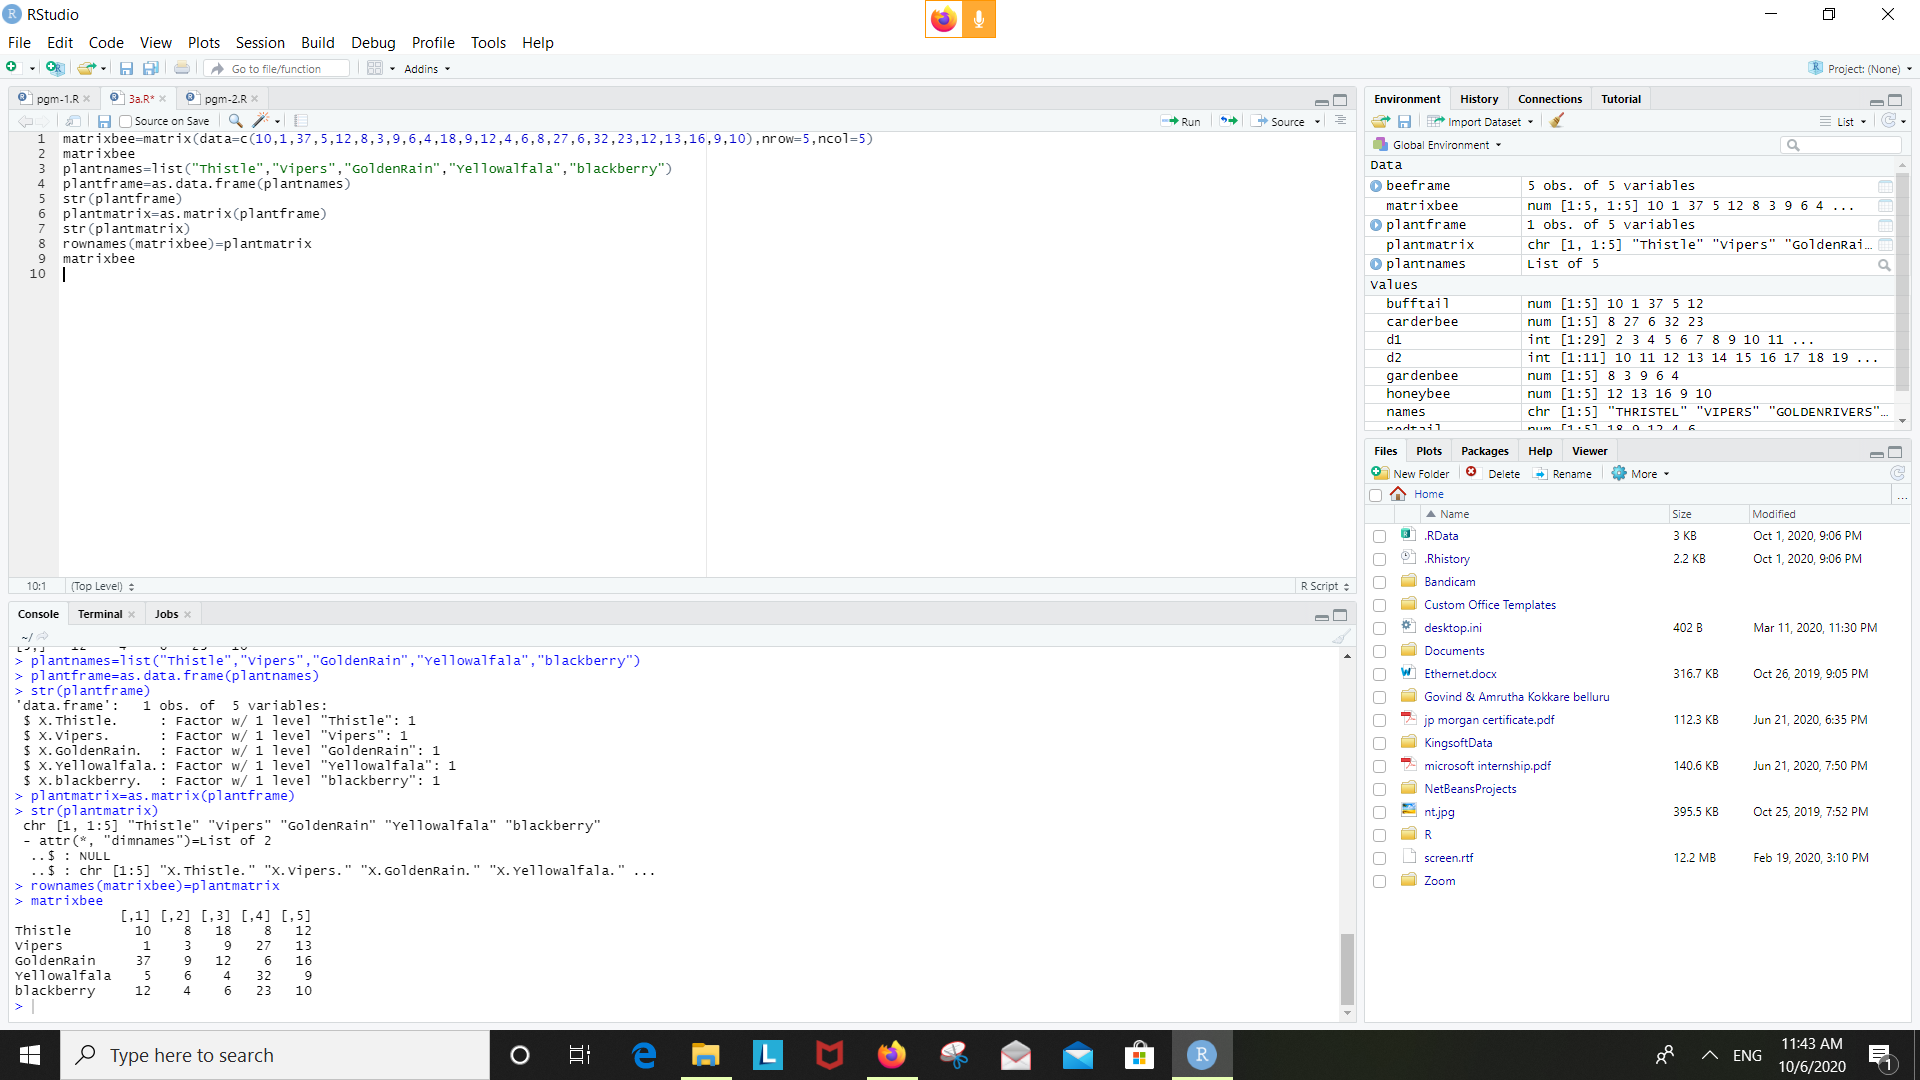 RStudio
File Edit Code View Plots Session Build Debug Profile Tools Help
Go to file/function Addins Project: (None)
pgm-1.R 3a.R* pgm-2.R
Source on Save Run Source
1 matrixbee=matrix(data=c(10,1,37,5,12,8,3,9,6,4,18,9,12,4,6,8,27,6,32,23,12,13,16,9,10),nrow=5,ncol=5)
2 matrixbee
3 plantnames=list("Thistle","Vipers","GoldenRain","Yellowalfala","blackberry")
4 plantframe=as.data.frame(plantnames)
5 str(plantframe)
6 plantmatrix=as.matrix(plantframe)
7 str(plantmatrix)
8 rownames(matrixbee)=plantmatrix
9 matrixbee
10
10:1 (Top Level) R Script
Console Terminal Jobs
~/
> plantnames=list("Thistle","Vipers","GoldenRain","Yellowalfala","blackberry")
> plantframe=as.data.frame(plantnames)
> str(plantframe)
'data.frame': 1 obs. of 5 variables:
$ X.Thistle. : Factor w/ 1 level "Thistle": 1
$ X.Vipers. : Factor w/ 1 level "Vipers": 1
$ X.GoldenRain. : Factor w/ 1 level "GoldenRain": 1
$ X.Yellowalfala.: Factor w/ 1 level "Yellowalfala": 1
$ X.blackberry. : Factor w/ 1 level "blackberry": 1
> plantmatrix=as.matrix(plantframe)
> str(plantmatrix)
chr [1, 1:5] "Thistle" "Vipers" "GoldenRain" "Yellowalfala" "blackberry"
- attr(*, "dimnames")=List of 2
..$ : NULL
..$ : chr [1:5] "X.Thistle." "X.Vipers." "X.GoldenRain." "X.Yellowalfala." ...
> rownames(matrixbee)=plantmatrix
> matrixbee
[,1] [,2] [,3] [,4] [,5]
Thistle 10 8 18 8 12
Vipers 1 3 9 27 13
GoldenRain 37 9 12 6 16
Yellowalfala 5 6 4 32 9
blackberry 12 4 6 23 10
>
Environment History Connections Tutorial
Import Dataset List
Global Environment
Data
beeframe 5 obs. of 5 variables
matrixbee num [1:5, 1:5] 10 1 37 5 12 8 3 9 6 4 ...
plantframe 1 obs. of 5 variables
plantmatrix chr [1, 1:5] "Thistle" "Vipers" "GoldenRai...
plantnames List of 5
Values
bufftail num [1:5] 10 1 37 5 12
carderbee num [1:5] 8 27 6 32 23
d1 int [1:29] 2 3 4 5 6 7 8 9 10 11 ...
d2 int [1:11] 10 11 12 13 14 15 16 17 18 19 ...
gardenbee num [1:5] 8 3 9 6 4
honeybee num [1:5] 12 13 16 9 10
names chr [1:5] "THRISTEL" "VIPERS" "GOLDENRIVERS"...
redtail num [1:5] 18 9 12 4 6
Files Plots Packages Help Viewer
New Folder Delete Rename More
Home ...
Name Size Modified
.RData 3 KB Oct 1, 2020, 9:06 PM
.Rhistory 2.2 KB Oct 1, 2020, 9:06 PM
Bandicam
Custom Office Templates
desktop.ini 402 B Mar 11, 2020, 11:30 PM
Documents
Ethernet.docx 316.7 KB Oct 26, 2019, 9:05 PM
Govind & Amrutha Kokkare belluru
jp morgan certificate.pdf 112.3 KB Jun 21, 2020, 6:35 PM
KingsoftData
microsoft internship.pdf 140.6 KB Jun 21, 2020, 7:50 PM
NetBeansProjects
nt.jpg 395.5 KB Oct 25, 2019, 7:52 PM
R
screen.rtf 12.2 MB Feb 19, 2020, 3:10 PM
Zoom
Type here to search
ENG
11:43 AM
10/6/2020
1